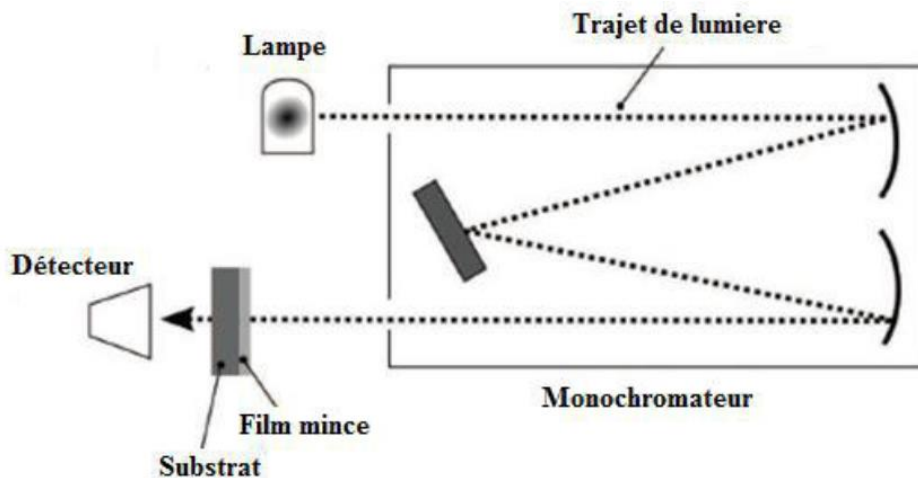 Trajet de lumiere
Lampe
Détecteur
Monochromateur
Film mince
Substrat